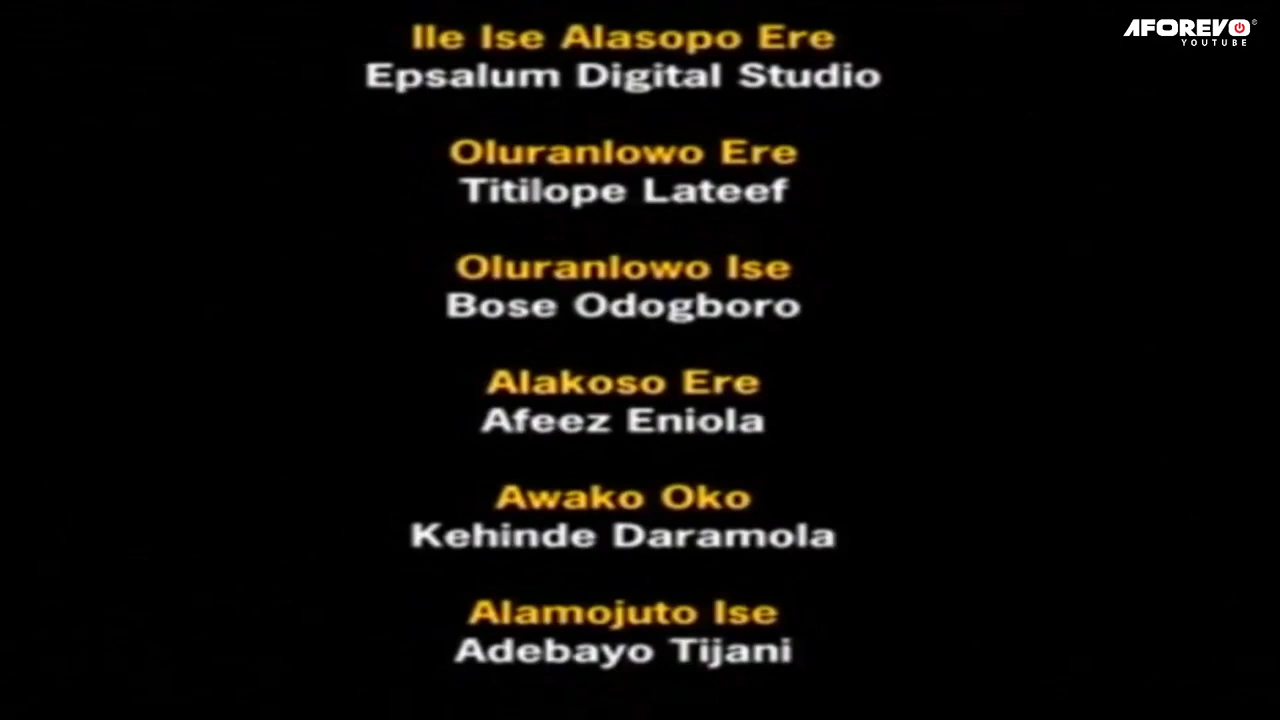 AFOREVO
YOUTUBE
Ile Ise Alasopo Ere
Epsalum Digital Studio
Oluranlowo Ere
Titilope Lateef
Oluranlowo Ise
Bose Odogboro
Alakoso Ere
Afeez Eniola
Awako Oko
Kehinde Daramola
Alamojuto Ise
Adebayo Tijani